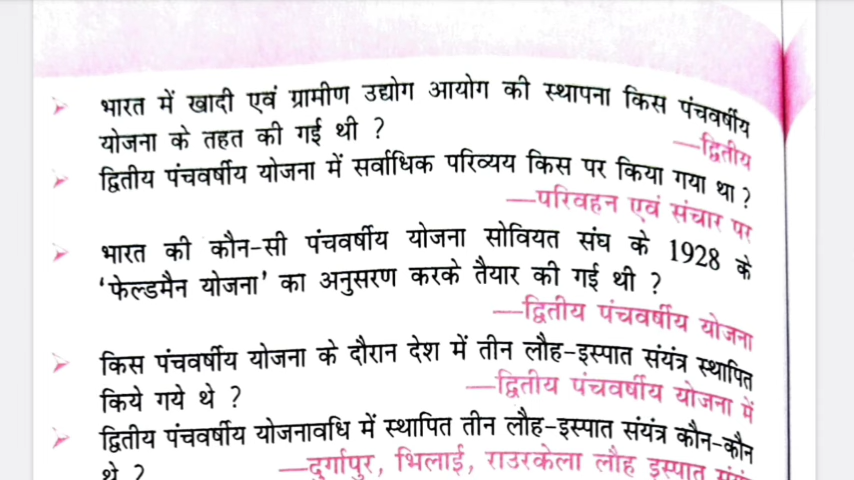 भारत में खादी एवं ग्रामीण उद्योग आयोग की स्थापना किस पंचवर्षीय
योजना के तहत की गई थी ?
—द्वितीय
द्वितीय पंचवर्षीय योजना में सर्वाधिक परिव्यय किस पर किया गया था ?
—परिवहन एवं संचार पर
भारत की कौन-सी पंचवर्षीय योजना सोवियत संघ के 1928 के
‘फेल्डमैन योजना’ का अनुसरण करके तैयार की गई थी ?
—द्वितीय पंचवर्षीय योजना
किस पंचवर्षीय योजना के दौरान देश में तीन लौह-इस्पात संयंत्र स्थापित
किये गये थे ?
—द्वितीय पंचवर्षीय योजना में
द्वितीय पंचवर्षीय योजनावधि में स्थापित तीन लौह-इस्पात संयंत्र कौन-कौन
थे ?
—दुर्गापुर, भिलाई, राउरकेला लौह इस्पात